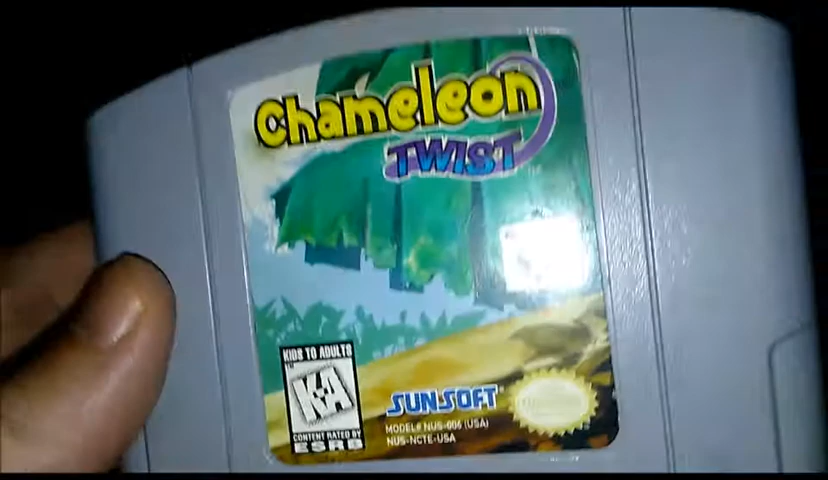 Chameleon
TWIST
KIDS TO ADULTS
KA
CONTENT RATED BY
ESRB
SUNSOFT
MODEL# NUS-006 (USA)
NUS-NCTE-USA